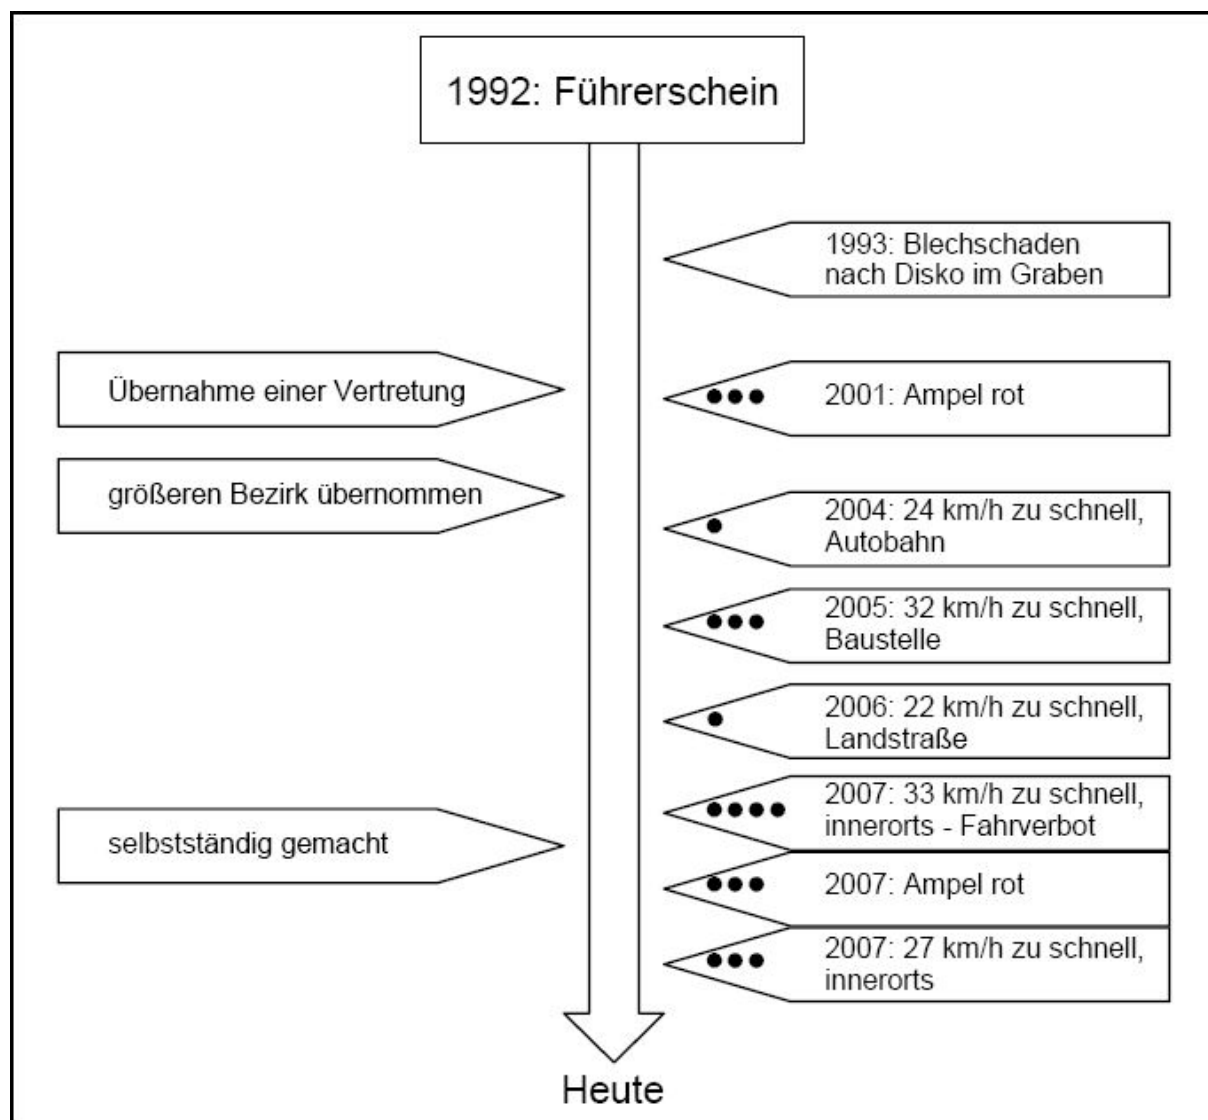 1992: Führerschein
1993: Blechschaden
nach Disko im Graben
Übernahme einer Vertretung
2001: Ampel rot
größeren Bezirk übernommen
2004: 24 km/h zu schnell,
Autobahn
2005: 32 km/h zu schnell,
Baustelle
2006: 22 km/h zu schnell,
Landstraße
2007: 33 km/h zu schnell,
innerorts - Fahrverbot
selbstständig gemacht
2007: Ampel rot
2007: 27 km/h zu schnell,
innerorts
Heute